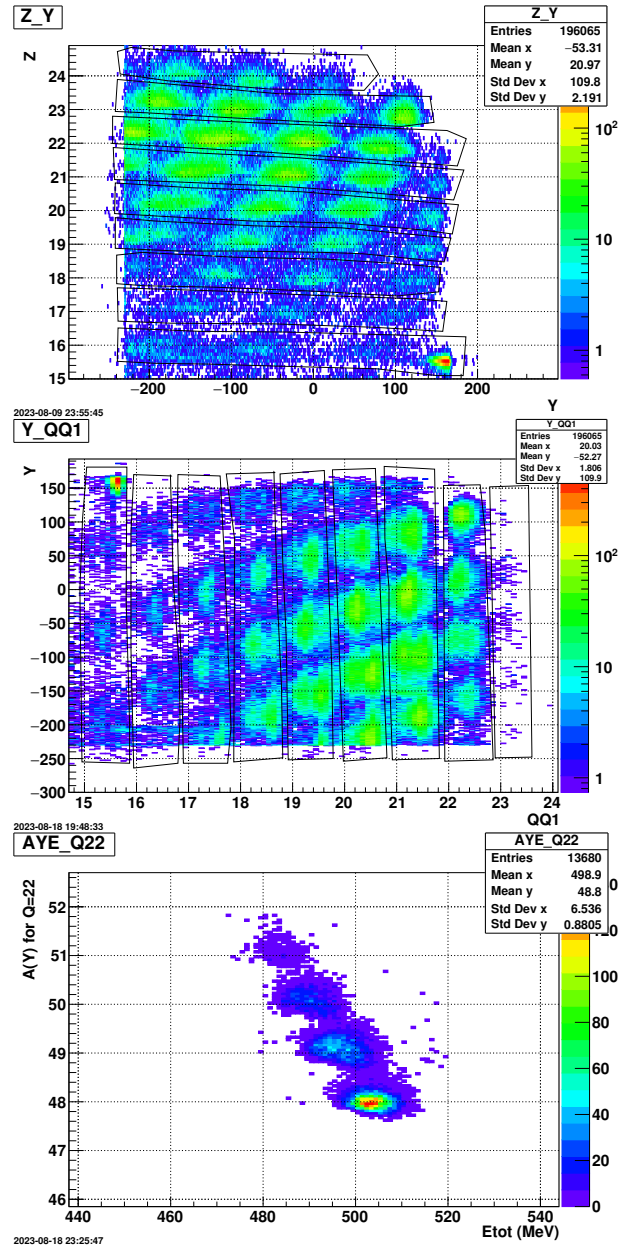 Z_Y
Z_Y
Entries 196065
Mean x −53.31
Mean y 20.97
Std Dev x 109.8
Std Dev y 2.191
Z
24
23
22
21
20
19
18
17
16
15
10²
10
1
−200 −100 0 100 200
Y
2023-08-09 23:55:45
Y_QQ1
Y_QQ1
Entries 196065
Mean x 20.03
Mean y −52.27
Std Dev x 1.806
Std Dev y 109.9
Y
150
100
50
0
−50
−100
−150
−200
−250
−300
10²
10
1
15 16 17 18 19 20 21 22 23 24
QQ1
2023-08-18 19:48:33
AYE_Q22
AYE_Q22
Entries 13680
Mean x 498.9
Mean y 48.8
Std Dev x 6.536
Std Dev y 0.8805
A(Y) for Q=22
52
51
50
49
48
47
46
0
120
100
80
60
40
20
0
440 460 480 500 520 540
Etot (MeV)
2023-08-18 23:25:47